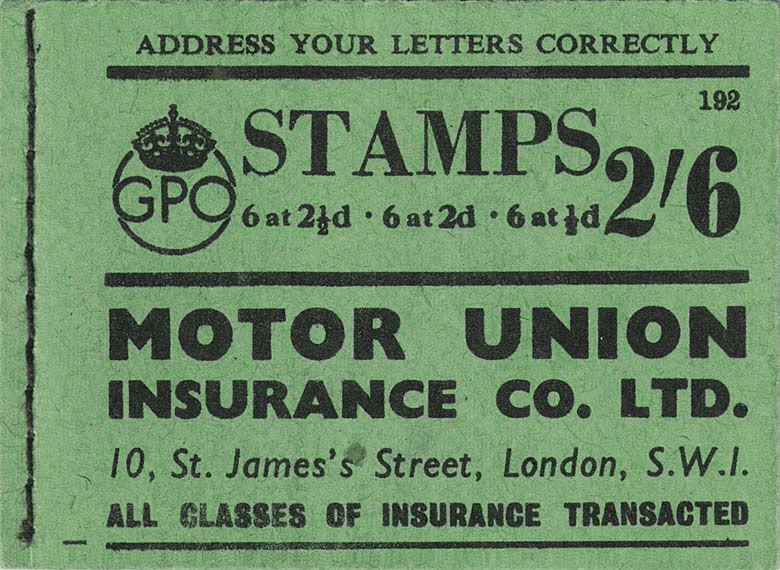 ADDRESS YOUR LETTERS CORRECTLY
192
GPO
STAMPS 2/6
6 at 2½d · 6 at 2d · 6 at ½d
MOTOR UNION
INSURANCE CO. LTD.
10, St. James's Street, London, S.W.1.
ALL CLASSES OF INSURANCE TRANSACTED